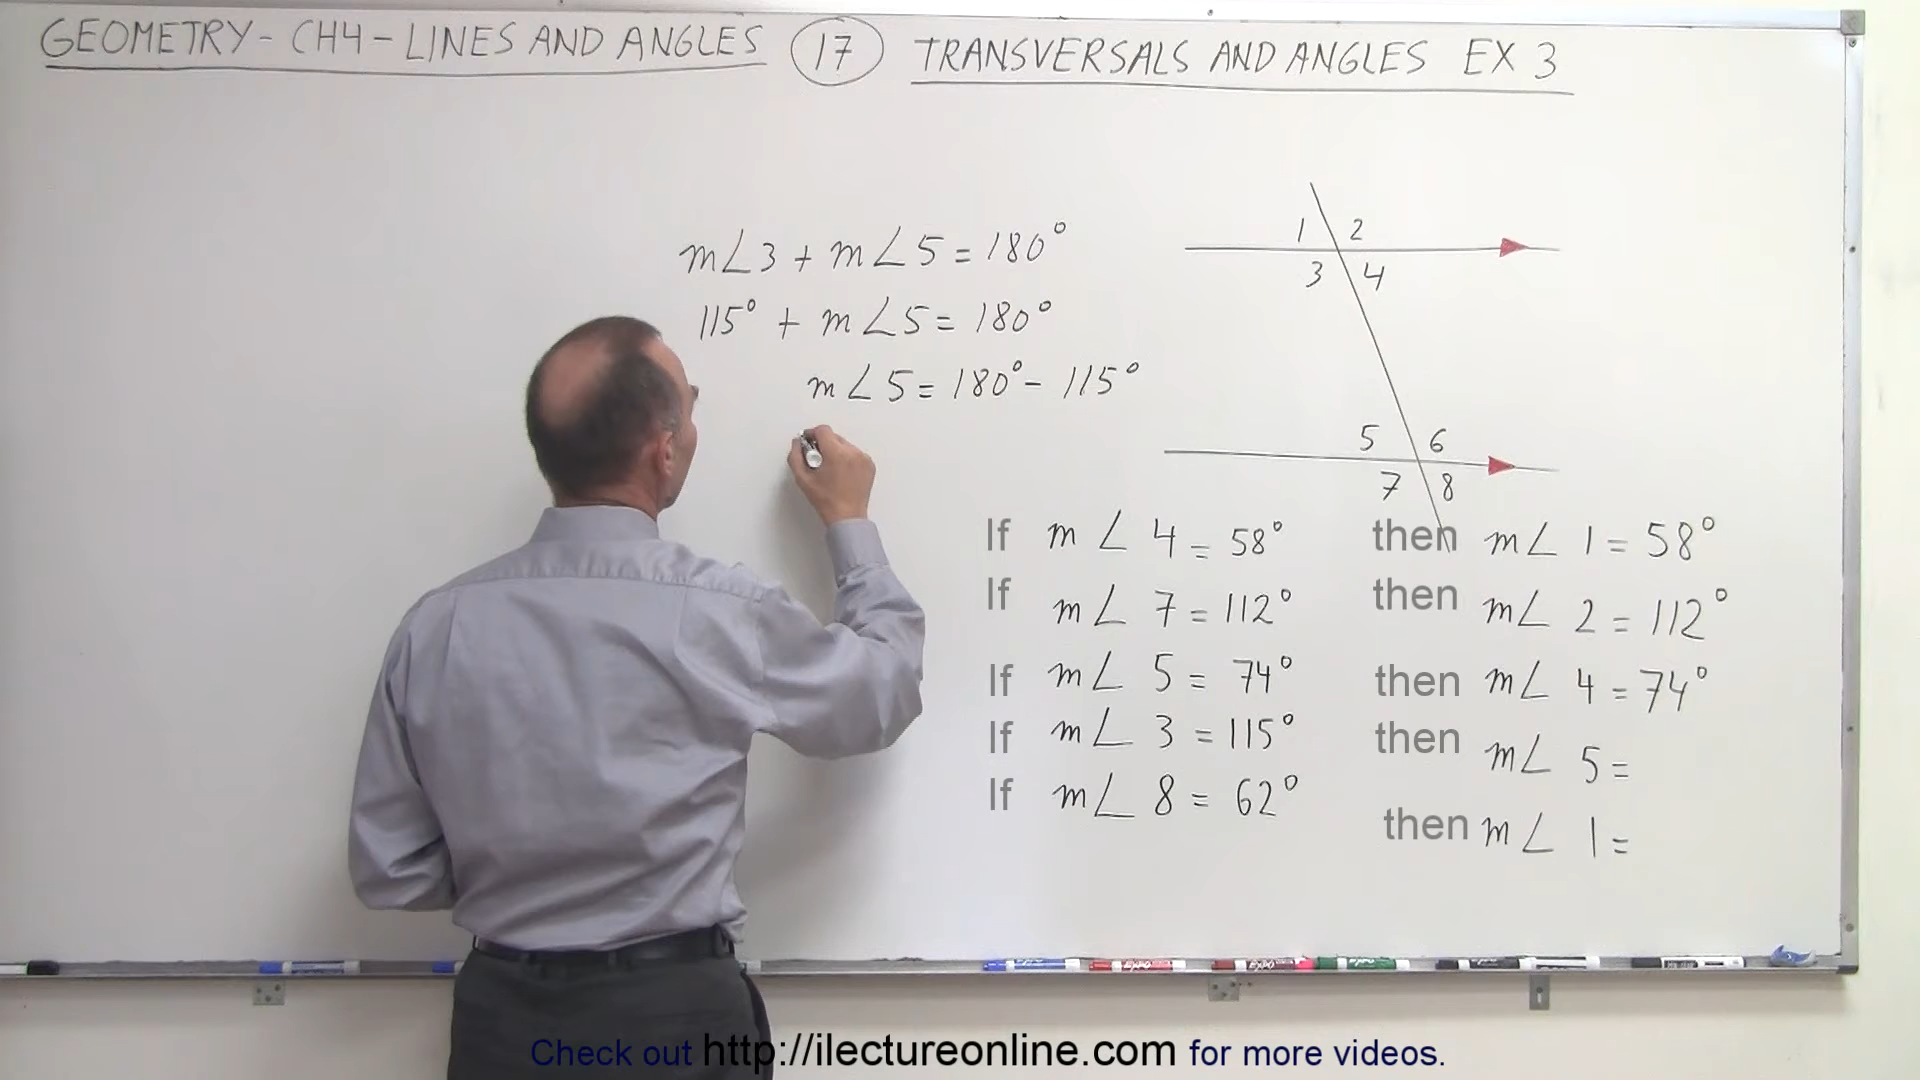 GEOMETRY - CH4 - LINES AND ANGLES 17 TRANSVERSALS AND ANGLES EX 3
m∠3 + m∠5 = 180°
115° + m∠5 = 180°
m∠5 = 180° - 115°
1 2
3 4
5 6
7 8
If m∠ 4 = 58° then m∠ 1 = 58°
If m∠ 7 = 112° then m∠ 2 = 112°
If m∠ 5 = 74° then m∠ 4 = 74°
If m∠ 3 = 115° then m∠ 5 =
If m∠ 8 = 62° then m∠ 1 =
Check out http://ilectureonline.com for more videos.